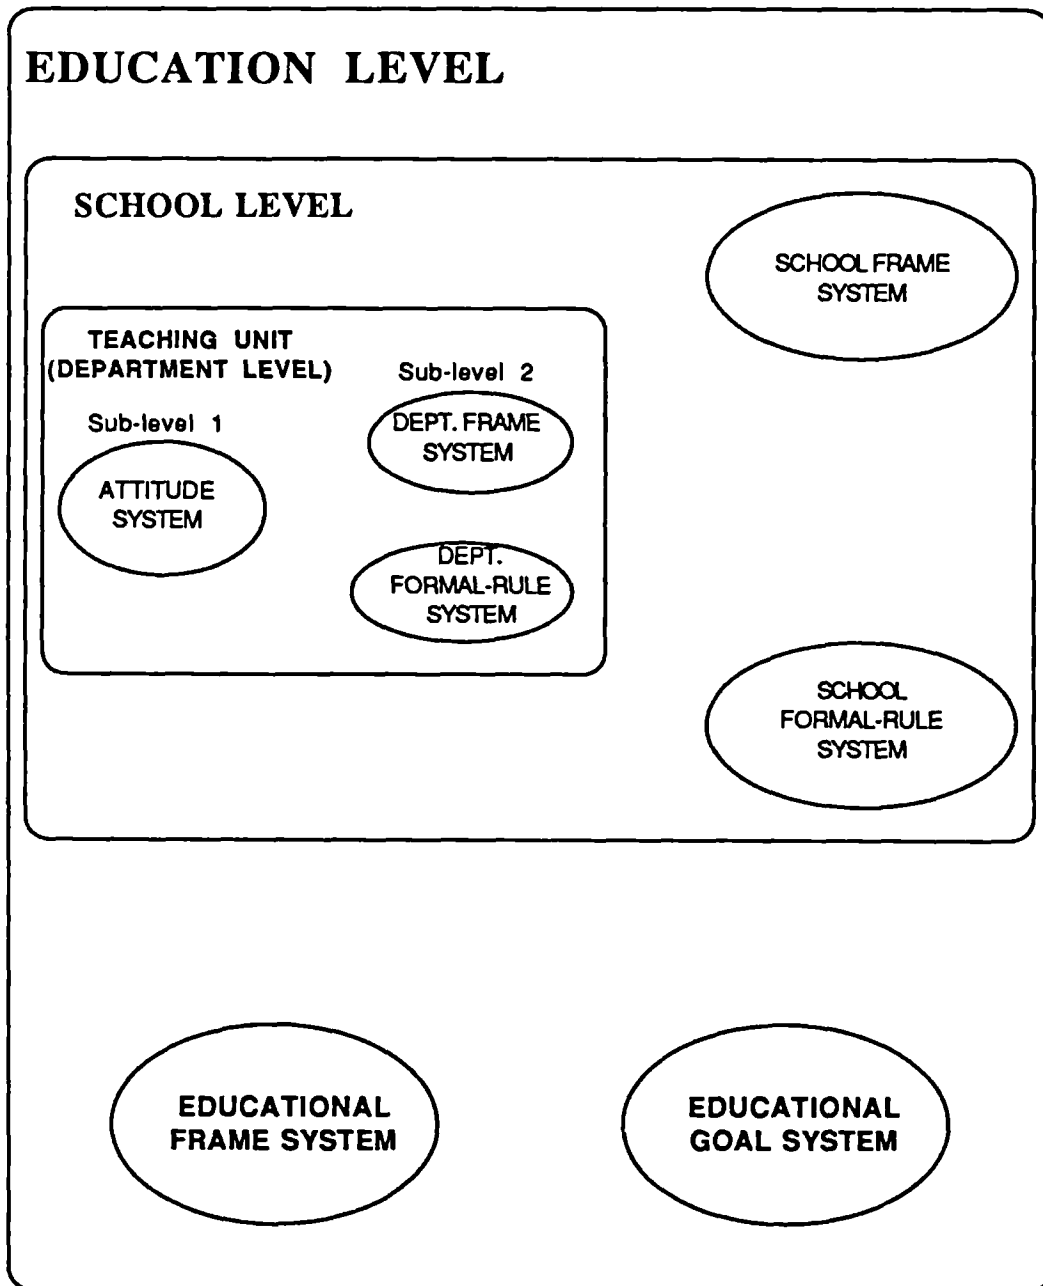 EDUCATION LEVEL
SCHOOL LEVEL
SCHOOL FRAME
SYSTEM
TEACHING UNIT
(DEPARTMENT LEVEL)
Sub-level 2
Sub-level 1
DEPT. FRAME
SYSTEM
ATTITUDE
SYSTEM
DEPT.
FORMAL-RULE
SYSTEM
SCHOOL
FORMAL-RULE
SYSTEM
EDUCATIONAL
FRAME SYSTEM
EDUCATIONAL
GOAL SYSTEM